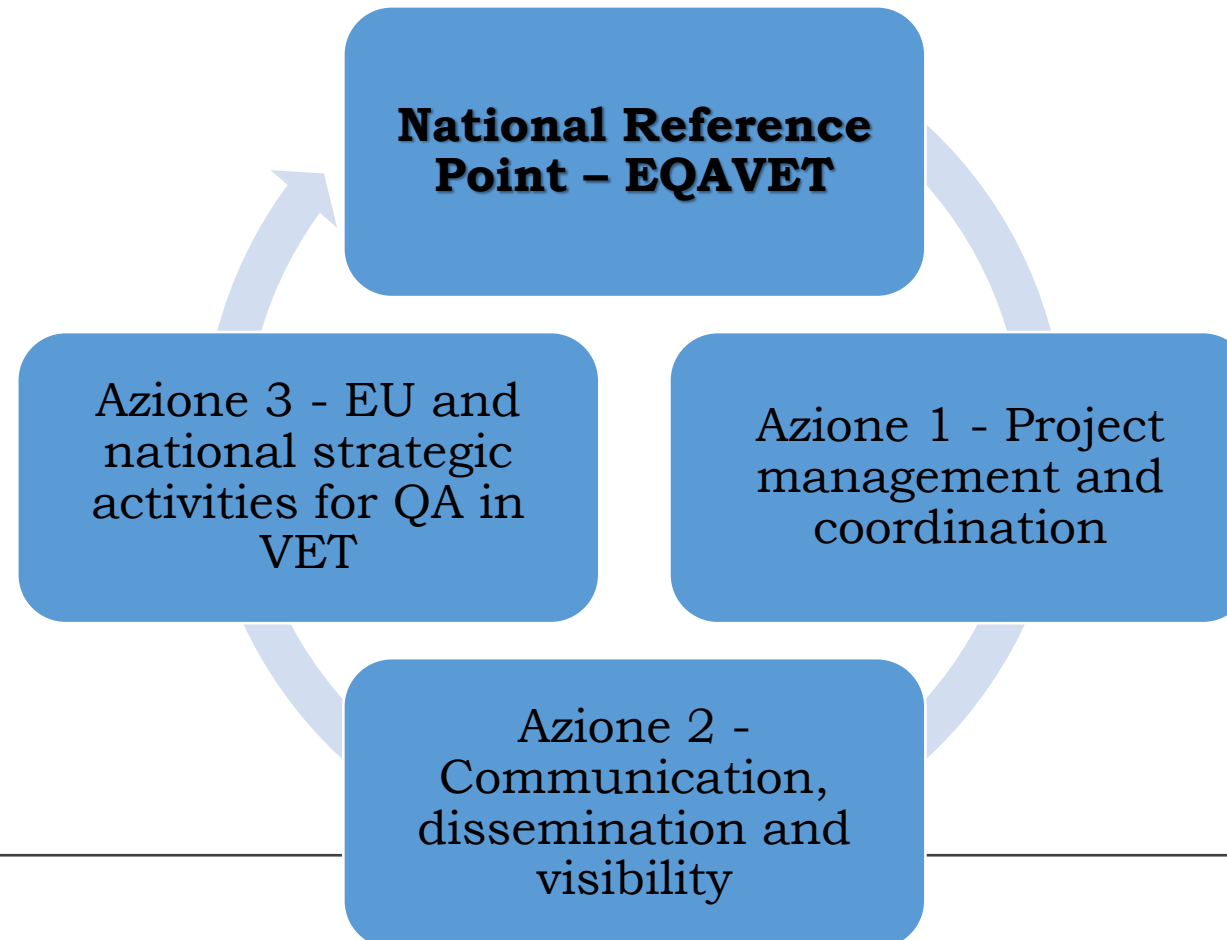 National Reference
Point – EQAVET
Azione 3 - EU and
national strategic
activities for QA in
VET
Azione 1 - Project
management and
coordination
Azione 2 -
Communication,
dissemination and
visibility